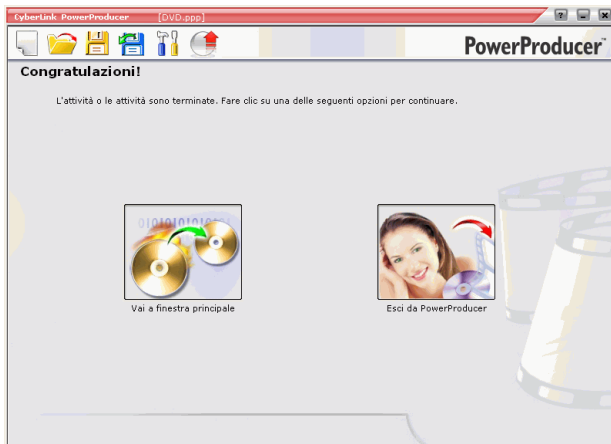 CyberLink PowerProducer [DVD.ppp]
PowerProducer™
Congratulazioni!
L'attività o le attività sono terminate. Fare clic su una delle seguenti opzioni per continuare.
Vai a finestra principale
Esci da PowerProducer